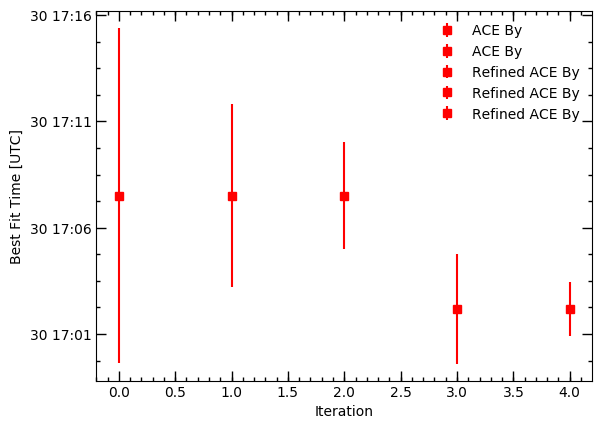 30 17:16
30 17:11
30 17:06
30 17:01
Best Fit Time [UTC]
ACE By
ACE By
Refined ACE By
Refined ACE By
Refined ACE By
0.0 0.5 1.0 1.5 2.0 2.5 3.0 3.5 4.0
Iteration